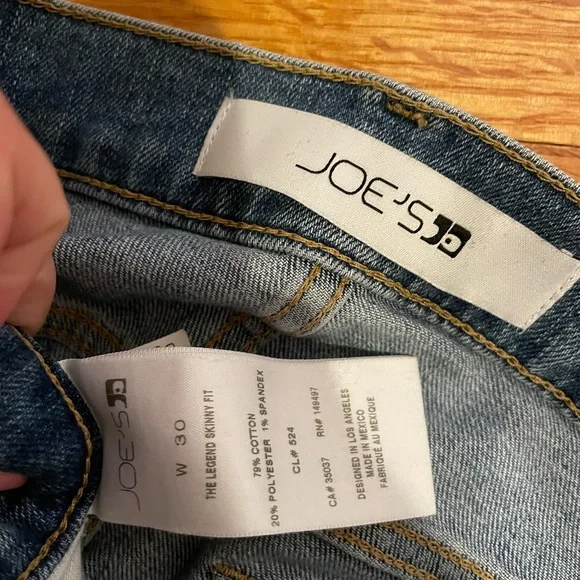 JOE'S
JOE'S
W 30
THE LEGEND SKINNY FIT
79% COTTON
20% POLYESTER 1% SPANDEX
CL# 524
RN# 149497
CA# 35037
DESIGNED IN LOS ANGELES
MADE IN MEXICO
FABRIQUÉ AU MEXIQUE